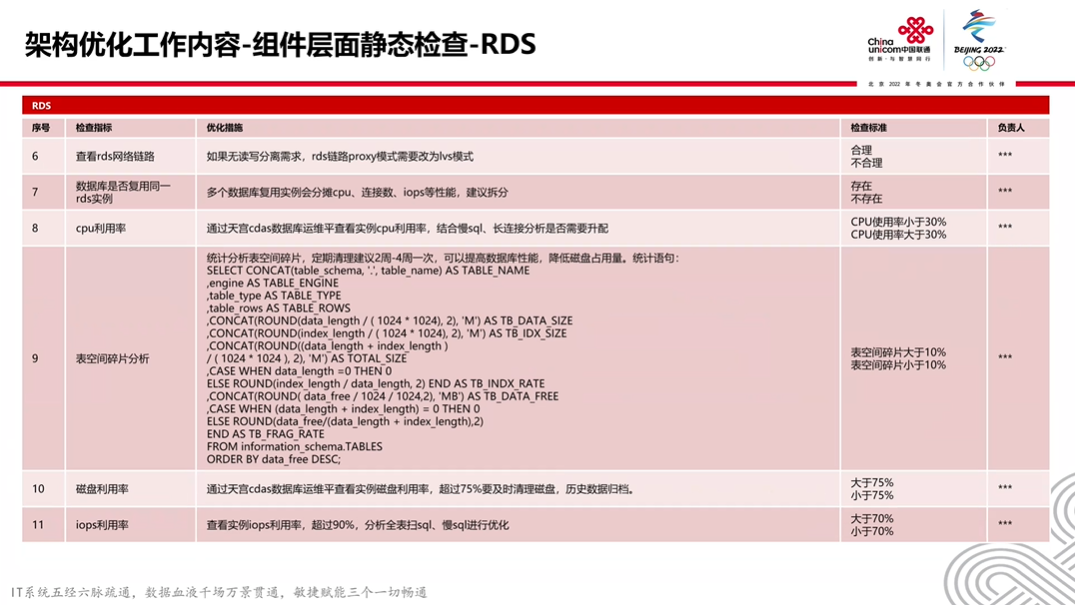 架构优化工作内容-组件层面静态检查-RDS
China
unicom中国联通
创新·与智慧同行
BEIJING 2022
北京2022年冬奥会官方合作伙伴
RDS
序号 检查指标 优化措施 检查标准 负责人
6 查看rds网络链路 如果无读写分离需求，rds链路proxy模式需要改为lvs模式 合理
不合理 ***
7 数据库是否复用同一
rds实例 多个数据库复用实例会分摊cpu、连接数、iops等性能，建议拆分 存在
不存在 ***
8 cpu利用率 通过天宫cdas数据库运维平查看实例cpu利用率，结合慢sql、长连接分析是否需要升配 CPU使用率小于30%
CPU使用率大于30% ***
9 表空间碎片分析 统计分析表空间碎片，定期清理建议2周-4周一次，可以提高数据库性能，降低磁盘占用量。统计语句：
SELECT CONCAT(table_schema, '.', table_name) AS TABLE_NAME
,engine AS TABLE_ENGINE
,table_type AS TABLE_TYPE
,table_rows AS TABLE_ROWS
,CONCAT(ROUND(data_length / ( 1024 * 1024), 2), 'M') AS TB_DATA_SIZE
,CONCAT(ROUND(index_length / ( 1024 * 1024), 2), 'M') AS TB_IDX_SIZE
,CONCAT(ROUND((data_length + index_length )
/ ( 1024 * 1024 ), 2), 'M') AS TOTAL_SIZE
,CASE WHEN data_length =0 THEN 0
ELSE ROUND(index_length / data_length, 2) END AS TB_INDX_RATE
,CONCAT(ROUND( data_free / 1024 / 1024,2), 'MB') AS TB_DATA_FREE
,CASE WHEN (data_length + index_length) = 0 THEN 0
ELSE ROUND(data_free/(data_length + index_length),2)
END AS TB_FRAG_RATE
FROM information_schema.TABLES
ORDER BY data_free DESC;
表空间碎片大于10%
表空间碎片小于10% ***
10 磁盘利用率 通过天宫cdas数据库运维平查看实例磁盘利用率，超过75%要及时清理磁盘，历史数据归档。 大于75%
小于75% ***
11 iops利用率 查看实例iops利用率，超过90%，分析全表扫sql、慢sql进行优化 大于70%
小于70% ***
IT系统五经六脉疏通，数据血液千场万景贯通，敏捷赋能三个一切畅通